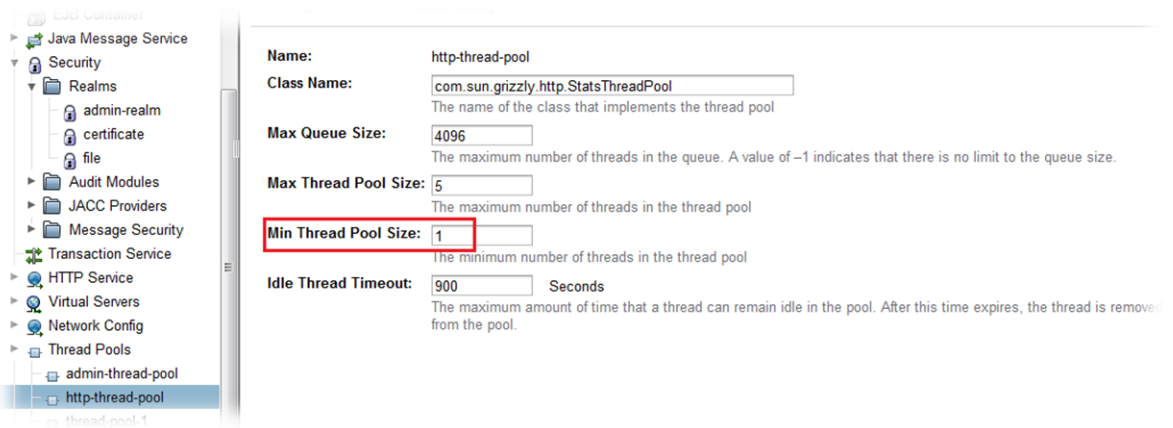 EJB Container
Java Message Service
Security
Realms
admin-realm
certificate
file
Audit Modules
JACC Providers
Message Security
Transaction Service
HTTP Service
Virtual Servers
Network Config
Thread Pools
admin-thread-pool
http-thread-pool
thread-pool-1
Name: http-thread-pool
Class Name: com.sun.grizzly.http.StatsThreadPool
The name of the class that implements the thread pool
Max Queue Size: 4096
The maximum number of threads in the queue. A value of –1 indicates that there is no limit to the queue size.
Max Thread Pool Size: 5
The maximum number of threads in the thread pool
Min Thread Pool Size: 1
The minimum number of threads in the thread pool
Idle Thread Timeout: 900 Seconds
The maximum amount of time that a thread can remain idle in the pool. After this time expires, the thread is removed
from the pool.